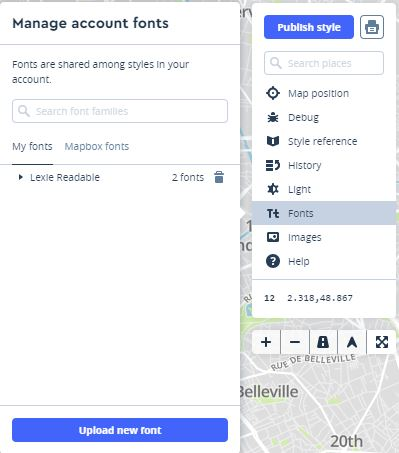 Manage account fonts
Fonts are shared among styles in your
account.
Search font families
My fonts Mapbox fonts
Lexie Readable 2 fonts
Upload new font
Publish style
Search places
Map position
Debug
Style reference
History
Light
Tt Fonts
Images
? Help
12 2.318,48.867
RUE DE BELLEVILLE
Belleville
20th